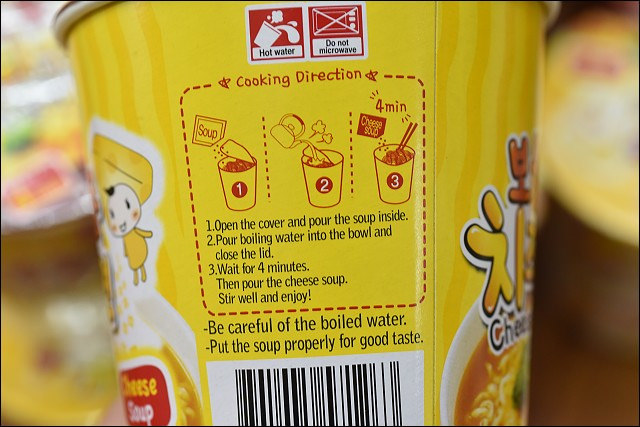 Hot water
Do not
microwave
Cooking Direction
Soup
4min
Cheese
soup
1
2
3
1.Open the cover and pour the soup inside.
2.Pour boiling water into the bowl and
close the lid.
3.Wait for 4 minutes.
Then pour the cheese soup.
Stir well and enjoy!
-Be careful of the boiled water.
-Put the soup properly for good taste.
Cheese
Soup
치
Chee